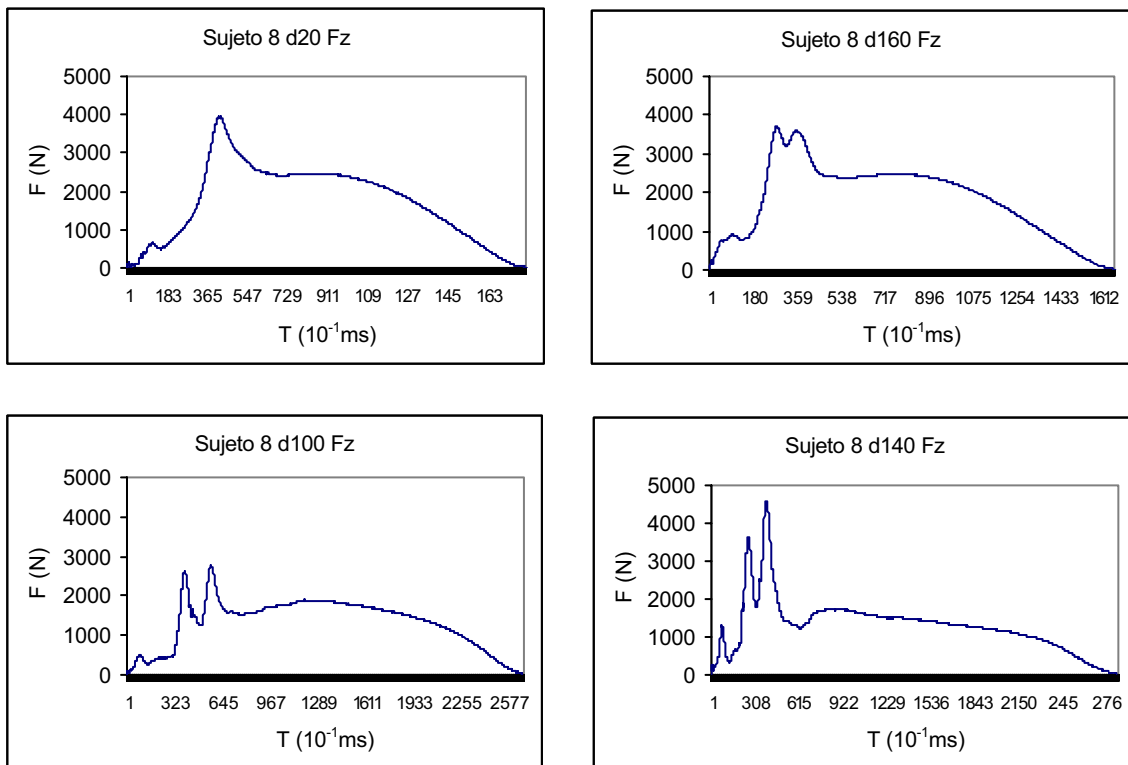 Sujeto 8 d20 Fz
5000
4000
3000
2000
1000
0
F (N)
1 183 365 547 729 911 109 127 145 163
T (10⁻¹ms)
Sujeto 8 d160 Fz
5000
4000
3000
2000
1000
0
F (N)
1 180 359 538 717 896 1075 1254 1433 1612
T (10⁻¹ms)
Sujeto 8 d100 Fz
5000
4000
3000
2000
1000
0
F (N)
1 323 645 967 1289 1611 1933 2255 2577
T (10⁻¹ms)
Sujeto 8 d140 Fz
5000
4000
3000
2000
1000
0
F (N)
1 308 615 922 1229 1536 1843 2150 245 276
T (10⁻¹ms)